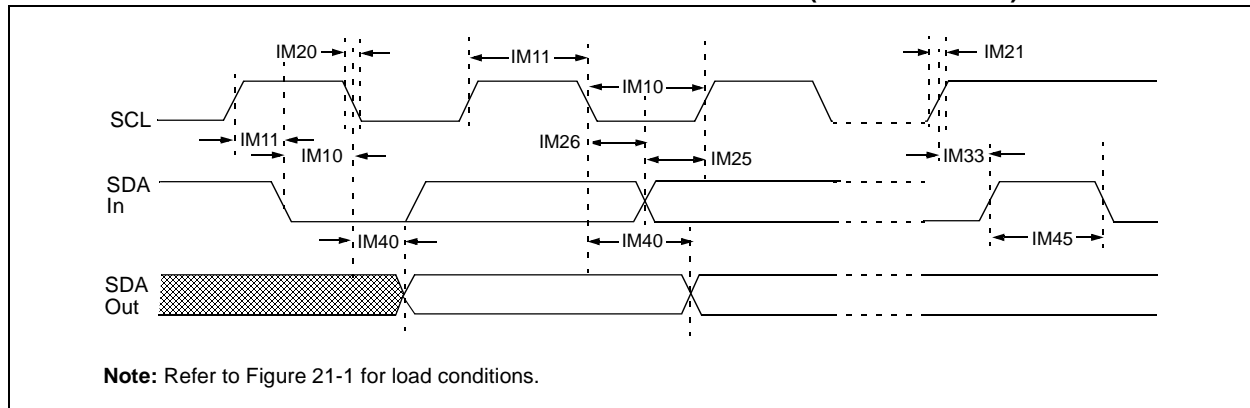 IM20
IM11
IM21
IM10
SCL
IM11
IM10
IM26
IM25
IM33
SDA
In
IM40
IM40
IM45
SDA
Out
Note: Refer to Figure 21-1 for load conditions.